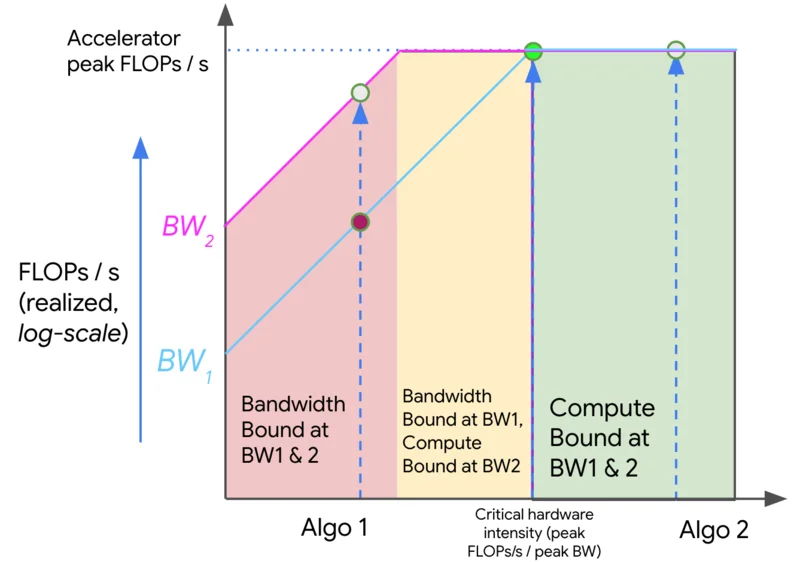 Accelerator
peak FLOPs / s
BW2
FLOPs / s
(realized,
log-scale)
BW1
Bandwidth
Bound at
BW1 & 2
Bandwidth
Bound at BW1,
Compute
Bound at BW2
Compute
Bound at
BW1 & 2
Algo 1
Critical hardware
intensity (peak
FLOPs/s / peak BW)
Algo 2